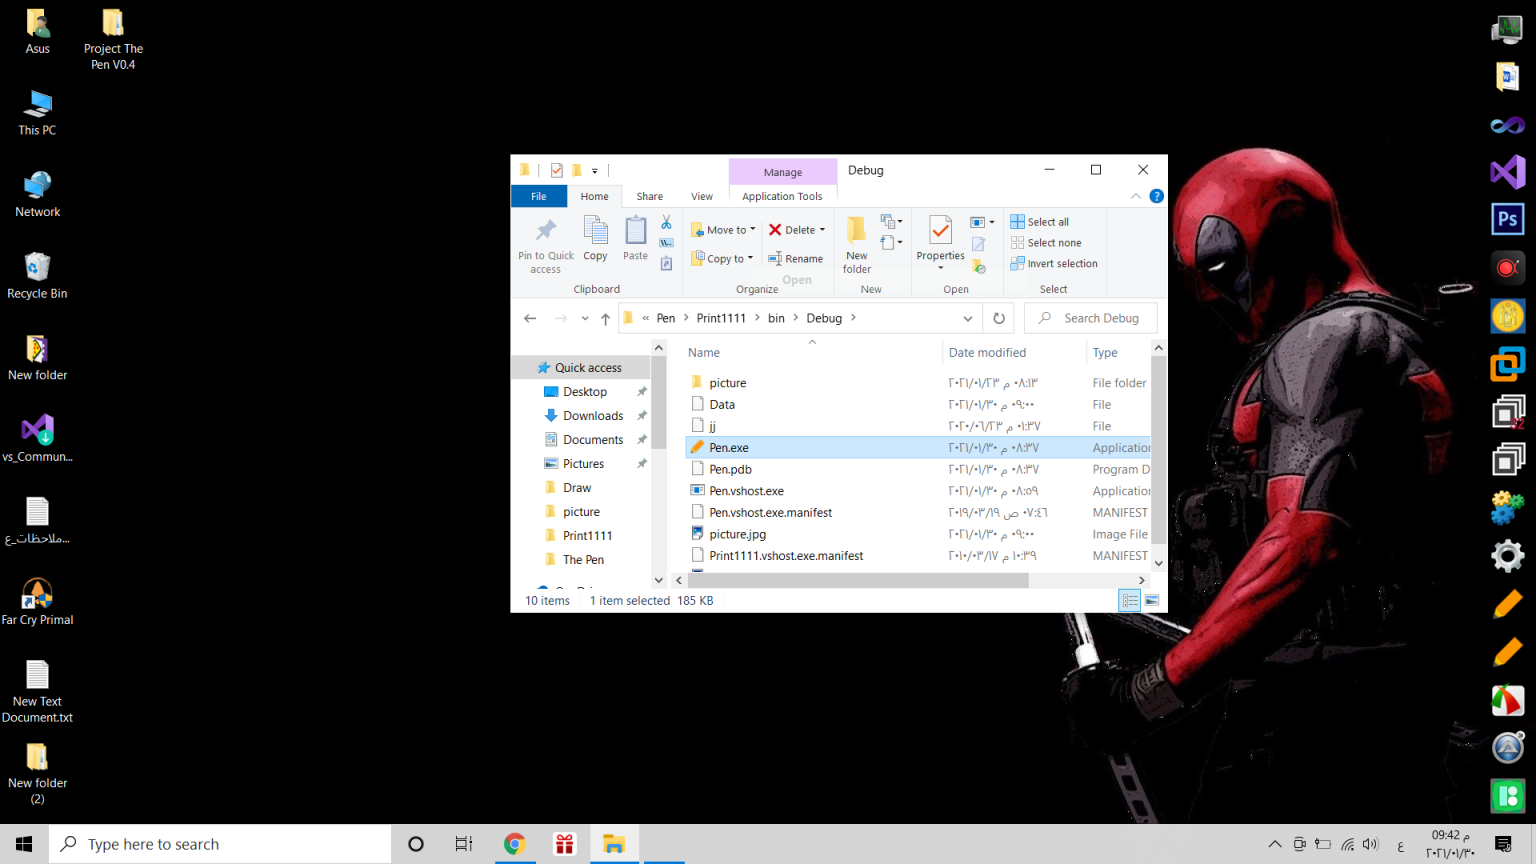 Asus
Project The
Pen V0.4
This PC
Network
Recycle Bin
New folder
vs_Commun...
ملاحظات_ع...
Far Cry Primal
New Text
Document.txt
New folder
(2)
Manage
Debug
File
Home
Share
View
Application Tools
Pin to Quick
access
Copy
Paste
Move to
Copy to
Delete
Rename
New
folder
Properties
Open
Select all
Select none
Invert selection
Clipboard
Organize
New
Open
Select
« Pen > Print1111 > bin > Debug >
Search Debug
Quick access
Desktop
Downloads
Documents
Pictures
Draw
picture
Print1111
The Pen
Name
Date modified
Type
picture ٢٠٢١/٠١/٢٣ م ٠٨:١٣ File folder
Data ٢٠٢١/٠١/٣٠ م ٠٩:٠٠ File
jj ٢٠٢٠/٠٦/٢٣ م ٠١:٣٧ File
Pen.exe ٢٠٢١/٠١/٣٠ م ٠٨:٣٧ Application
Pen.pdb ٢٠٢١/٠١/٣٠ م ٠٨:٣٧ Program D
Pen.vshost.exe ٢٠٢١/٠١/٣٠ م ٠٨:٥٩ Application
Pen.vshost.exe.manifest ٢٠١٩/٠٣/١٩ ص ٠٧:٤٦ MANIFEST
picture.jpg ٢٠٢١/٠١/٣٠ م ٠٩:٠٠ Image File
Print1111.vshost.exe.manifest ٢٠١٠/٠٣/١٧ م ١٠:٣٩ MANIFEST
10 items 1 item selected 185 KB
Ps
Type here to search
ع
09:42 م
٢٠٢١/٠١/٣٠